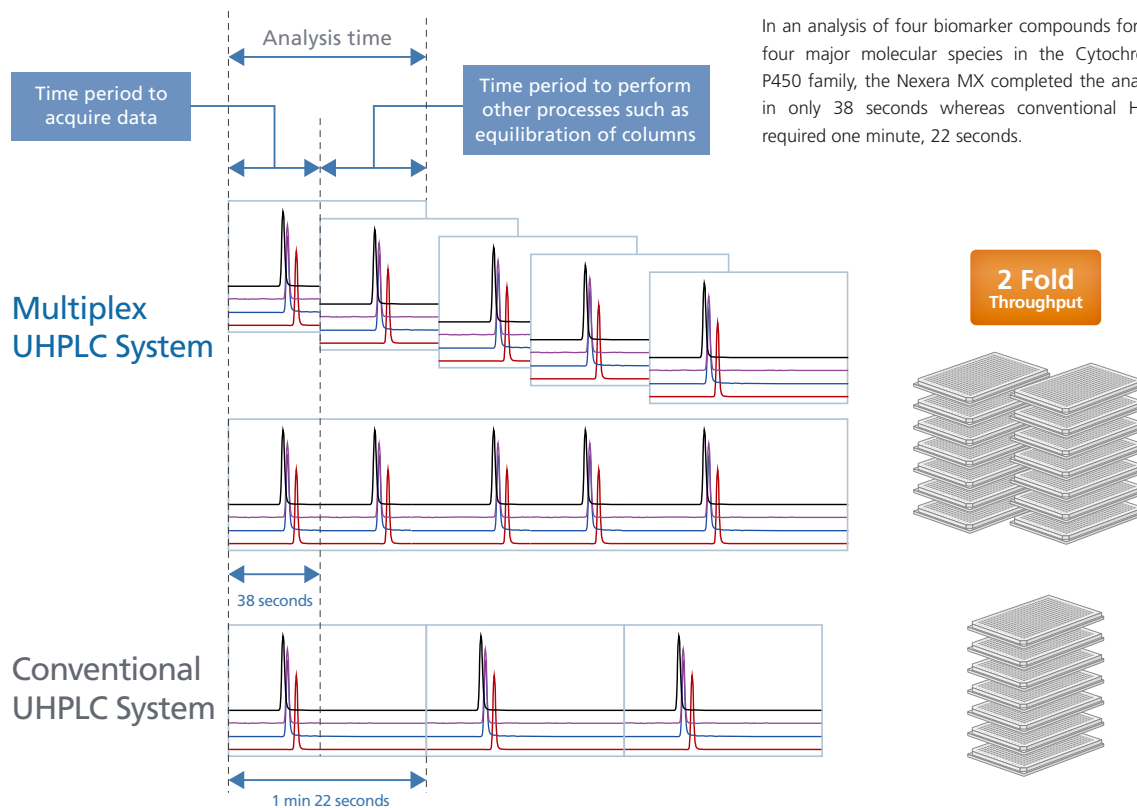 Analysis time
Time period to
acquire data
Time period to perform
other processes such as
equilibration of columns
In an analysis of four biomarker compounds for
four major molecular species in the
P450 family, the Nexera MX completed the
in only 38 seconds whereas conventional
required one minute, 22 seconds.
Multiplex
UHPLC System
2 Fold
Throughput
38 seconds
Conventional
UHPLC System
1 min 22 seconds